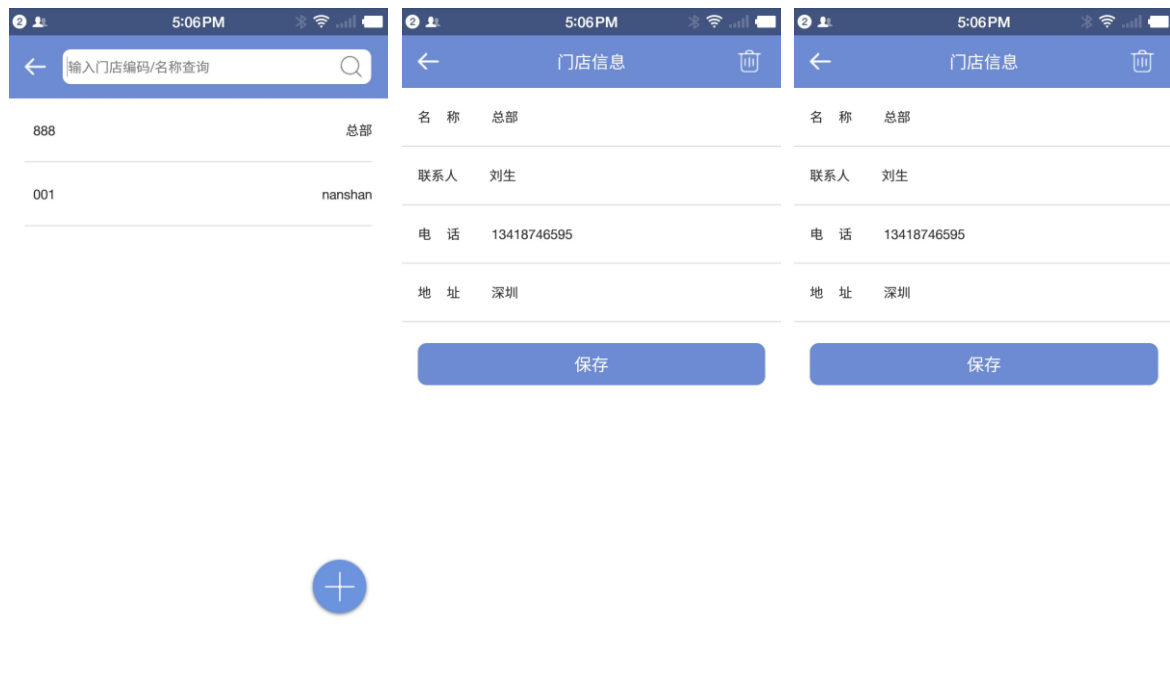 2 5:06PM
输入门店编码/名称查询
888 总部
001 nanshan
2 5:06PM
门店信息
名 称 总部
联系人 刘生
电 话 13418746595
地 址 深圳
保存
2 5:06PM
门店信息
名 称 总部
联系人 刘生
电 话 13418746595
地 址 深圳
保存